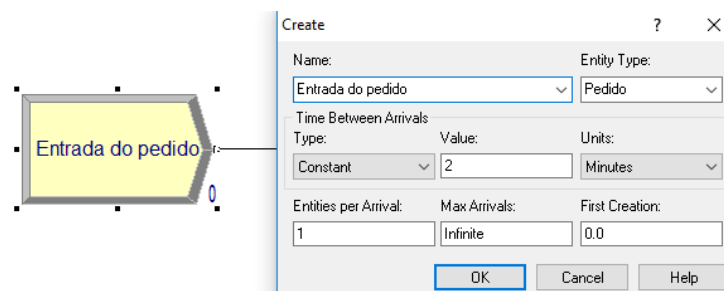 Entrada do pedido
0
Create ?
Name: Entity Type:
Entrada do pedido Pedido
Time Between Arrivals
Type: Value: Units:
Constant 2 Minutes
Entities per Arrival: Max Arrivals: First Creation:
1 Infinite 0.0
OK Cancel Help